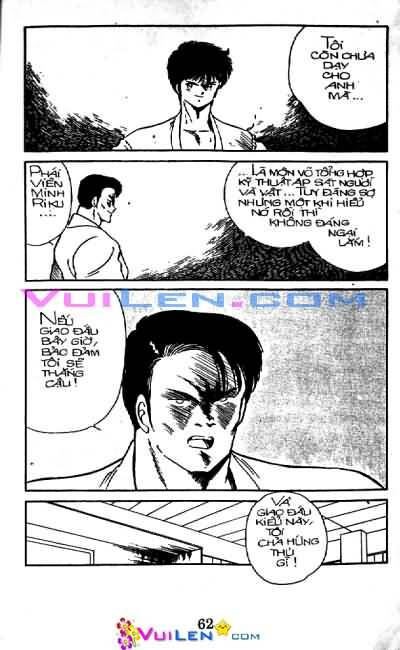 TÔI
CÒN CHƯA
DẠY
CHO
ANH
MÀ...
PHÁI
VIÊN
MINH
RIKU
....
... LÀ MÔN VÕ TỔNG HỢP
KỸ THUẬT ÁP SÁT NGƯỜI
VÀ VẬT... TUY ĐÁNG SỢ
NHƯNG MỘT KHI HIỂU
NÓ RỒI THÌ
KHÔNG ĐÁNG
NGẠI
LẮM!
VUILEN.COM
NẾU
GIAO ĐẤU
BÂY GIỜ,
BẢO ĐẢM
TÔI SẼ
THẮNG
CẬU!
VẢ
GIAO ĐẤU
KIỂU NÀY,
TÔI
CHẢ HỨNG
THÚ
GÌ!
62
VUILEN.COM